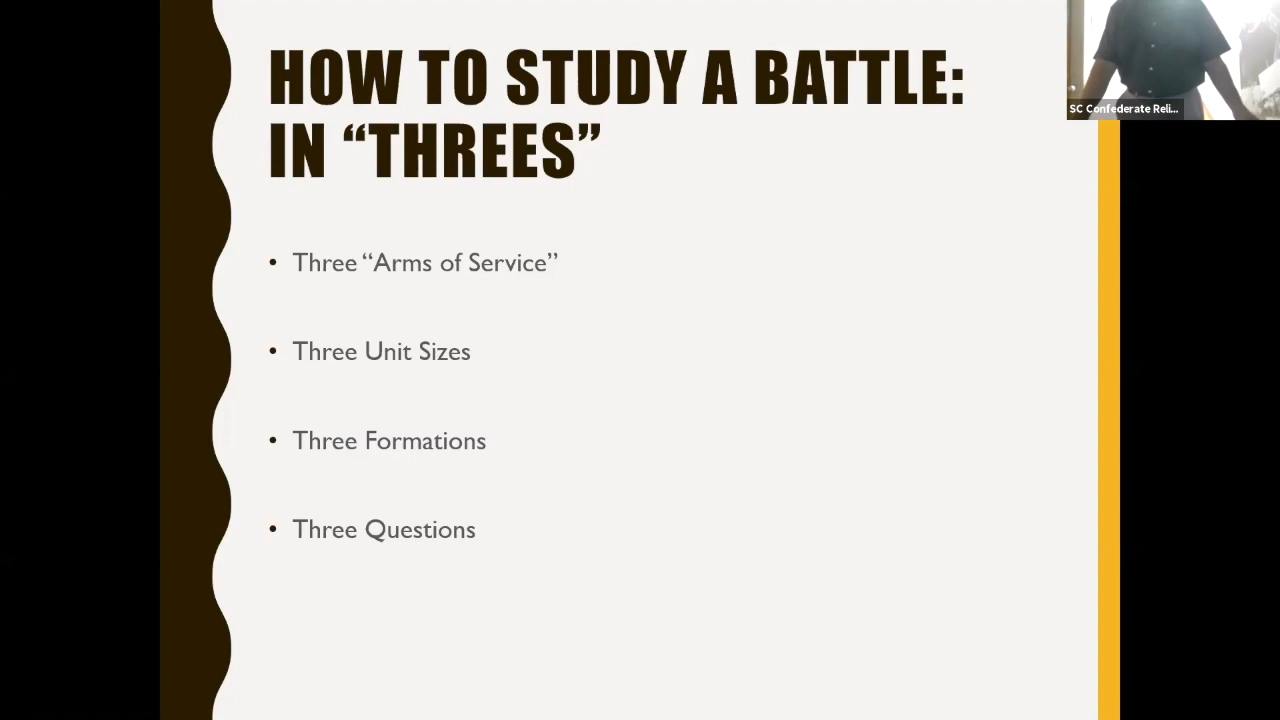 HOW TO STUDY A BATTLE:
IN “THREES”
• Three “Arms of Service”
• Three Unit Sizes
• Three Formations
• Three Questions
SC Confederate Reli...